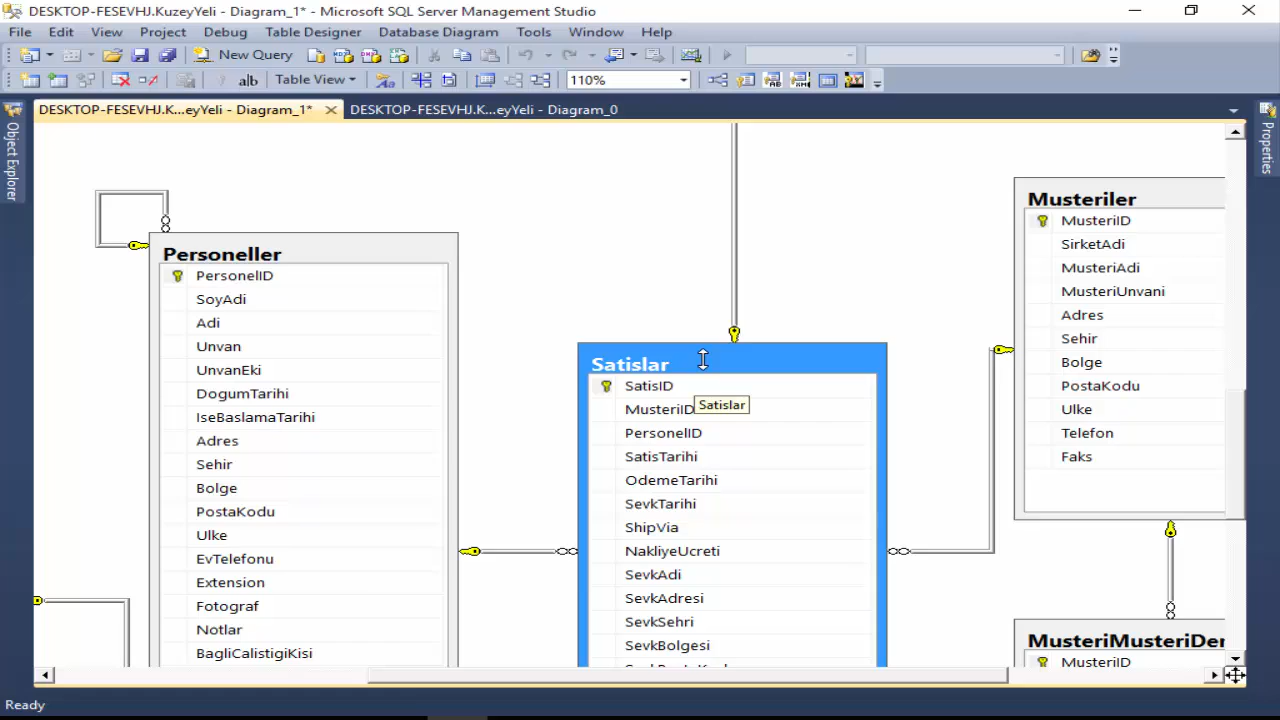 DESKTOP-FESEVHJ.KuzeyYeli - Diagram_1* - Microsoft SQL Server Management Studio
File Edit View Project Debug Table Designer Database Diagram Tools Window Help
New Query
abl Table View 110%
DESKTOP-FESEVHJ.K...eyYeli - Diagram_1* DESKTOP-FESEVHJ.K...eyYeli - Diagram_0
Object Explorer
Properties
Personeller
PersonelID
SoyAdi
Adi
Unvan
UnvanEki
DogumTarihi
IseBaslamaTarihi
Adres
Sehir
Bolge
PostaKodu
Ulke
EvTelefonu
Extension
Fotograf
Notlar
BagliCalistigiKisi
Satislar
SatisID
MusteriID
Satislar
PersonelID
SatisTarihi
OdemeTarihi
SevkTarihi
ShipVia
NakliyeUcreti
SevkAdi
SevkAdresi
SevkSehri
SevkBolgesi
Musteriler
MusteriID
SirketAdi
MusteriAdi
MusteriUnvani
Adres
Sehir
Bolge
PostaKodu
Ulke
Telefon
Faks
MusteriMusteriDer
MusteriID
Ready